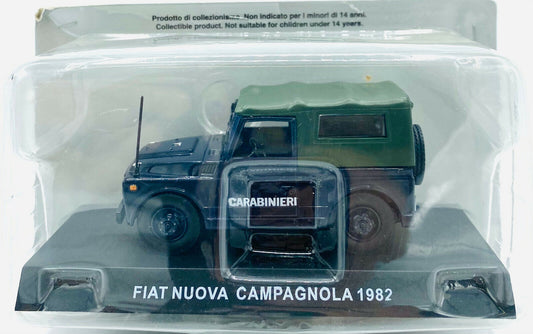 Prodotto di collezionismo. Non indicato per i minori di 14 anni.
Collectible product. Not suitable for children under 14 years.
CARABINIERI
FIAT NUOVA CAMPAGNOLA 1982